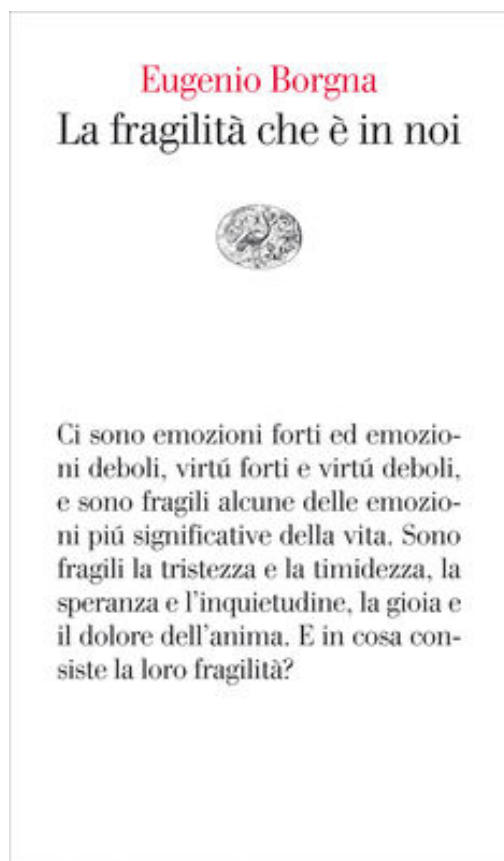 Eugenio Borgna
La fragilità che è in noi
Ci sono emozioni forti ed emozio-
ni deboli, virtú forti e virtú deboli,
e sono fragili alcune delle emozio-
ni piú significative della vita. Sono
fragili la tristezza e la timidezza, la
speranza e l'inquietudine, la gioia e
il dolore dell'anima. E in cosa con-
siste la loro fragilità?